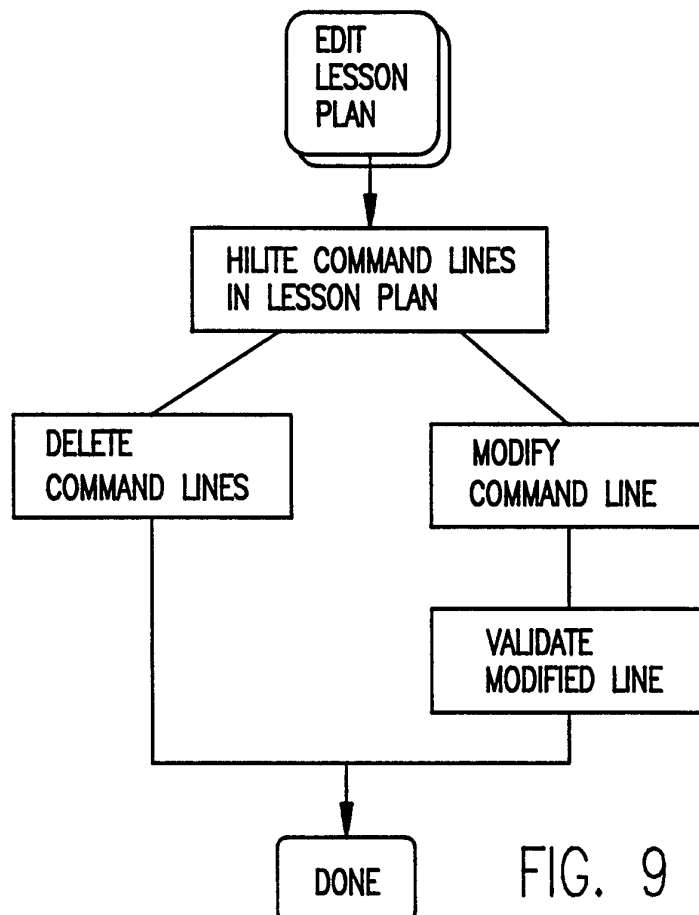 EDIT
LESSON
PLAN
HILITE COMMAND LINES
IN LESSON PLAN
DELETE
COMMAND LINES
MODIFY
COMMAND LINE
VALIDATE
MODIFIED LINE
DONE
FIG. 9